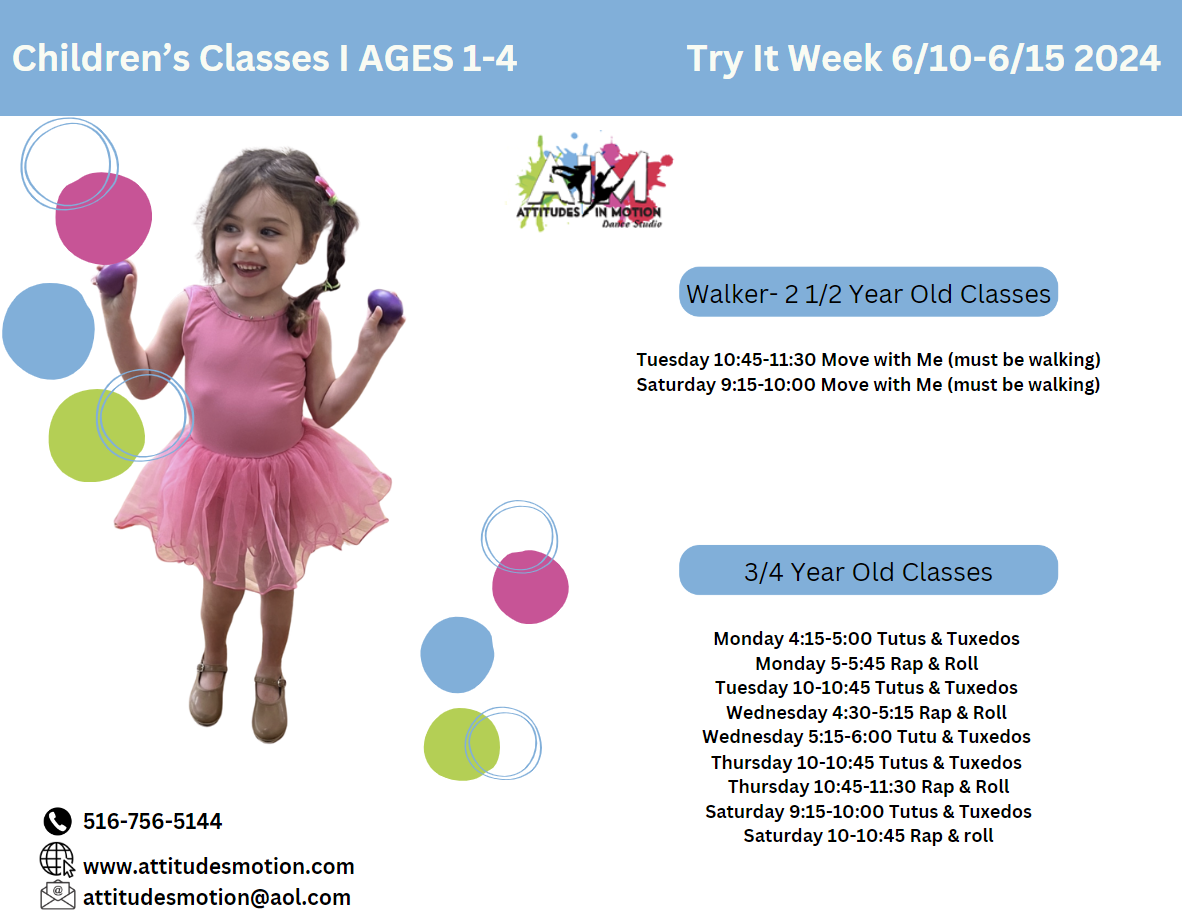 Children’s Classes I AGES 1-4
Try It Week 6/10-6/15 2024
AIM
ATTITUDES IN MOTION
Dance Studio
Walker- 2 1/2 Year Old Classes
Tuesday 10:45-11:30 Move with Me (must be walking)
Saturday 9:15-10:00 Move with Me (must be walking)
3/4 Year Old Classes
Monday 4:15-5:00 Tutus & Tuxedos
Monday 5-5:45 Rap & Roll
Tuesday 10-10:45 Tutus & Tuxedos
Wednesday 4:30-5:15 Rap & Roll
Wednesday 5:15-6:00 Tutu & Tuxedos
Thursday 10-10:45 Tutus & Tuxedos
Thursday 10:45-11:30 Rap & Roll
Saturday 9:15-10:00 Tutus & Tuxedos
Saturday 10-10:45 Rap & roll
516-756-5144
www.attitudesmotion.com
@
attitudesmotion@aol.com